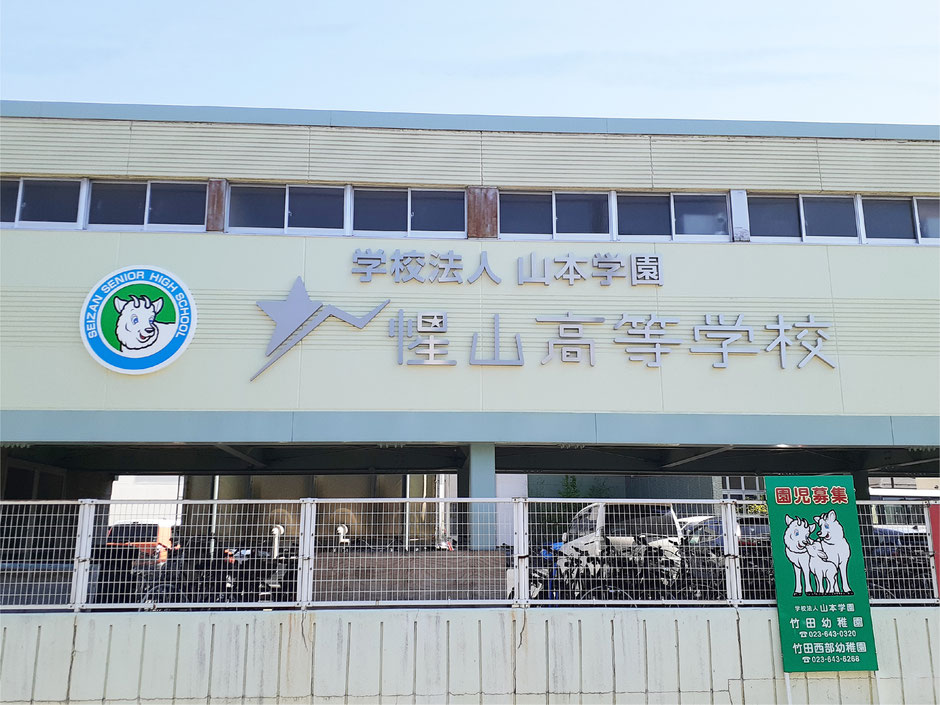 学校法人 山本学園
惺山高等学校
SEIZAN SENIOR HIGH SCHOOL
園児募集
学校法人 山本学園
竹田幼稚園
☎023-643-0320
竹田西部幼稚園
☎023-643-6268